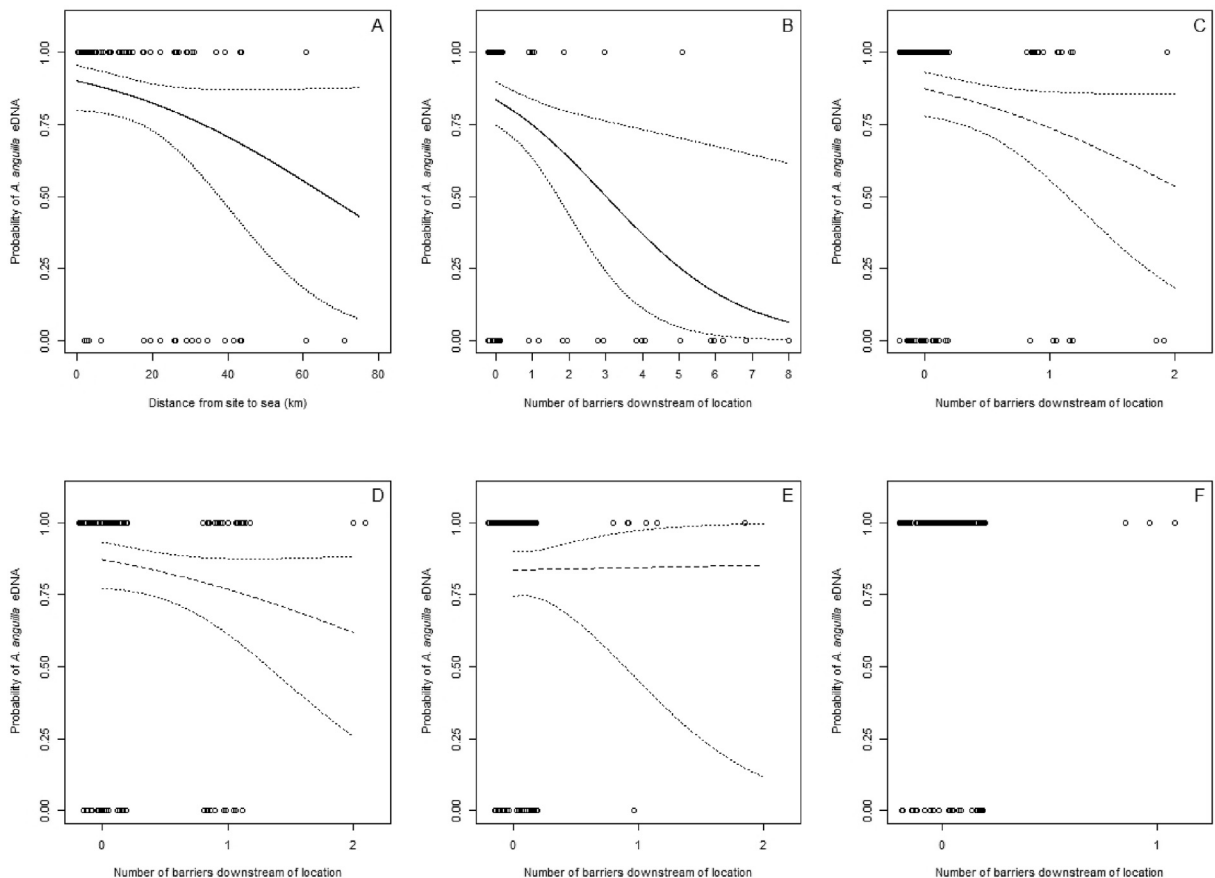 A
Probability of A. anguilla eDNA
1.00
0.75
0.50
0.25
0.00
0 20 40 60 80
Distance from site to sea (km)
B
Probability of A. anguilla eDNA
1.00
0.75
0.50
0.25
0.00
0 1 2 3 4 5 6 7 8
Number of barriers downstream of location
C
Probability of A. anguilla eDNA
1.00
0.75
0.50
0.25
0.00
0 1 2
Number of barriers downstream of location
D
Probability of A. anguilla eDNA
1.00
0.75
0.50
0.25
0.00
0 1 2
Number of barriers downstream of location
E
Probability of A. anguilla eDNA
1.00
0.75
0.50
0.25
0.00
0 1 2
Number of barriers downstream of location
F
Probability of A. anguilla eDNA
1.00
0.75
0.50
0.25
0.00
0 1
Number of barriers downstream of location